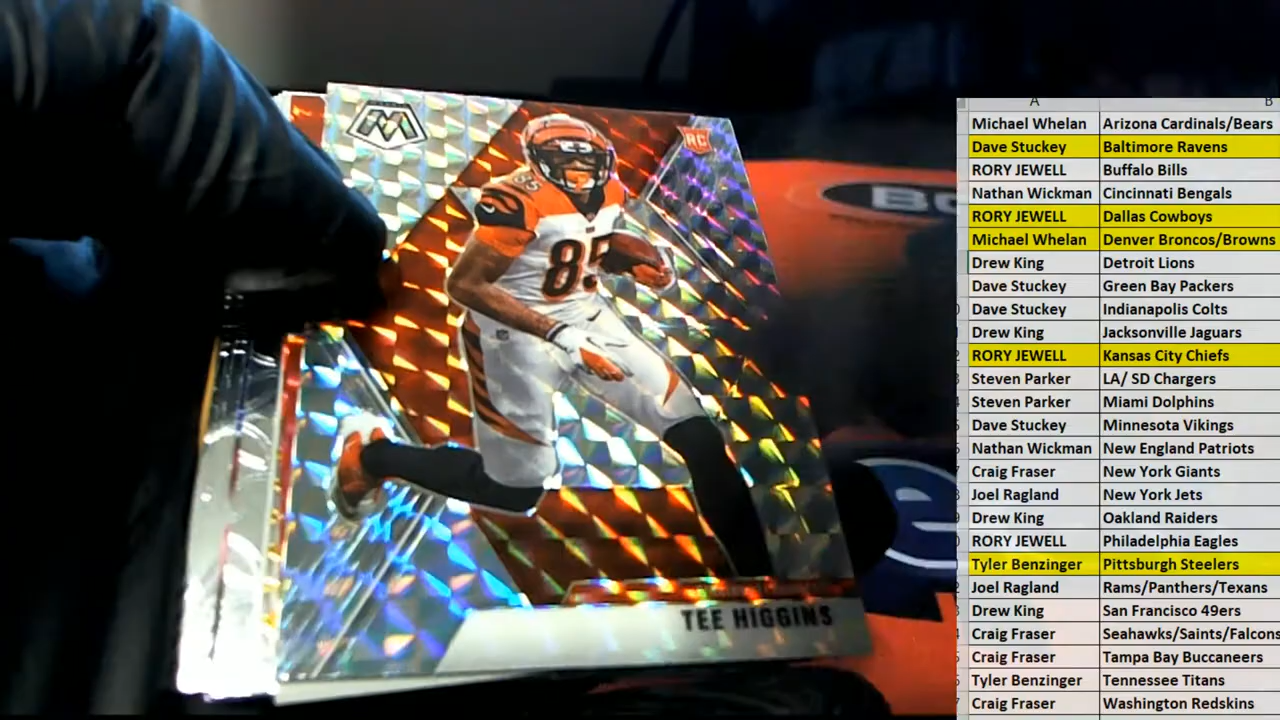 M
RC
85
85
TEE HIGGINS
A B
Michael Whelan Arizona Cardinals/Bears
Dave Stuckey Baltimore Ravens
RORY JEWELL Buffalo Bills
Nathan Wickman Cincinnati Bengals
RORY JEWELL Dallas Cowboys
Michael Whelan Denver Broncos/Browns
Drew King Detroit Lions
Dave Stuckey Green Bay Packers
Dave Stuckey Indianapolis Colts
Drew King Jacksonville Jaguars
RORY JEWELL Kansas City Chiefs
Steven Parker LA/ SD Chargers
Steven Parker Miami Dolphins
Dave Stuckey Minnesota Vikings
Nathan Wickman New England Patriots
Craig Fraser New York Giants
Joel Ragland New York Jets
Drew King Oakland Raiders
RORY JEWELL Philadelphia Eagles
Tyler Benzinger Pittsburgh Steelers
Joel Ragland Rams/Panthers/Texans
Drew King San Francisco 49ers
Craig Fraser Seahawks/Saints/Falcons
Craig Fraser Tampa Bay Buccaneers
Tyler Benzinger Tennessee Titans
Craig Fraser Washington Redskins